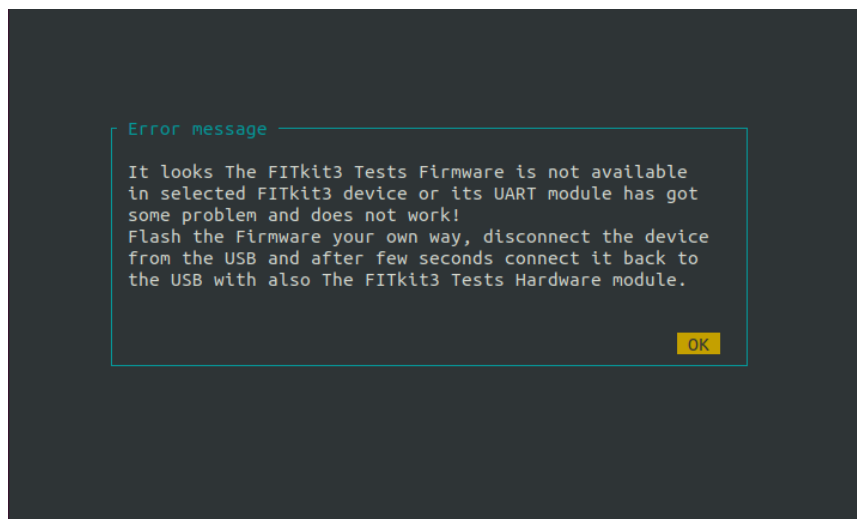 Error message
It looks The FITkit3 Tests Firmware is not available
in selected FITkit3 device or its UART module has got
some problem and does not work!
Flash the Firmware your own way, disconnect the device
from the USB and after few seconds connect it back to
the USB with also The FITkit3 Tests Hardware module.
OK